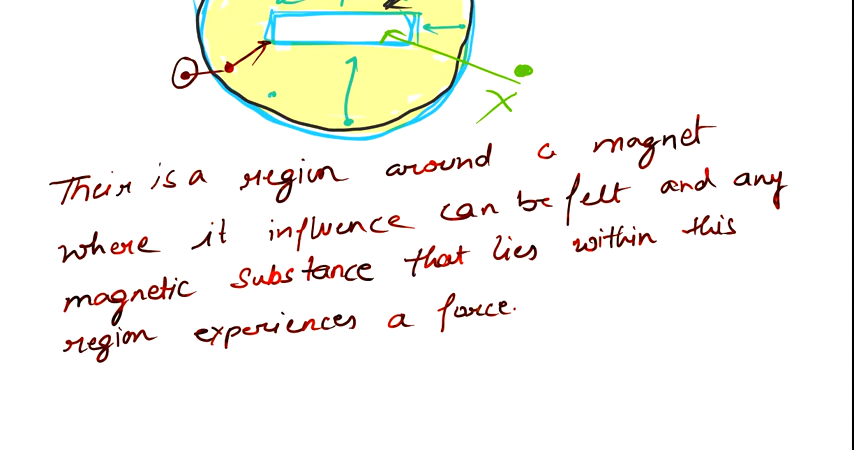 X
Their is a region around a magnet
where it influence can be felt and any
magnetic substance that lies within this
region experiences a force.